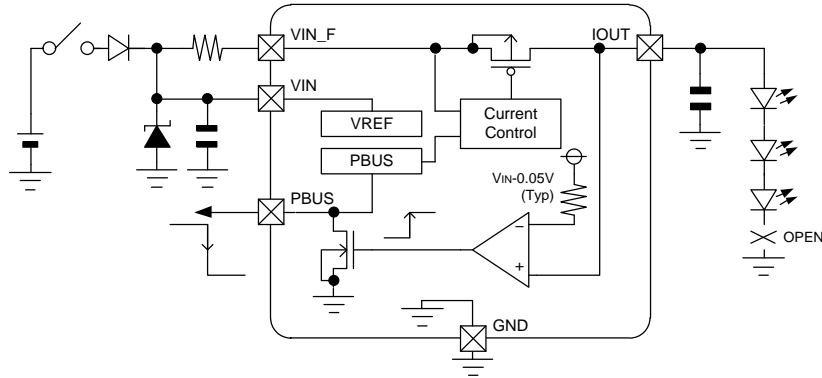 VIN_F
IOUT
VIN
VREF
Current
Control
PBUS
VIN-0.05V
(Typ)
PBUS
−
+
OPEN
GND